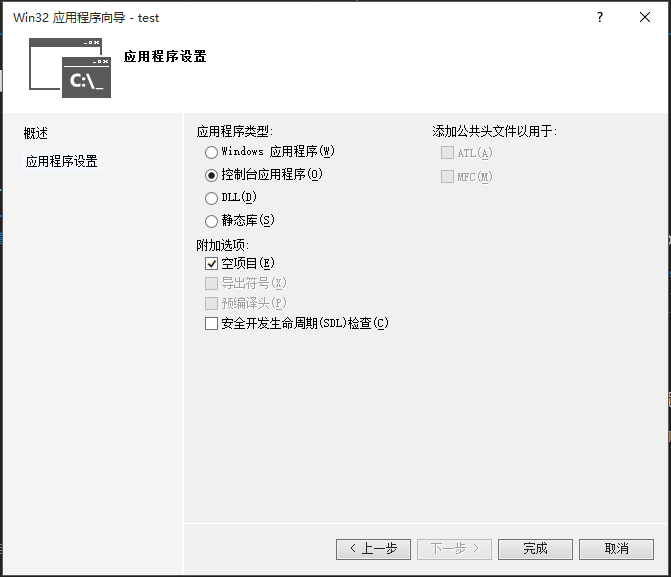 Win32 应用程序向导 - test
?
C:\_
应用程序设置
概述
应用程序设置
应用程序类型:
Windows 应用程序(W)
控制台应用程序(O)
DLL(D)
静态库(S)
附加选项:
空项目(E)
导出符号(X)
预编译头(P)
安全开发生命周期(SDL)检查(C)
添加公共头文件以用于:
ATL(A)
MFC(M)
< 上一步
下一步 >
完成
取消